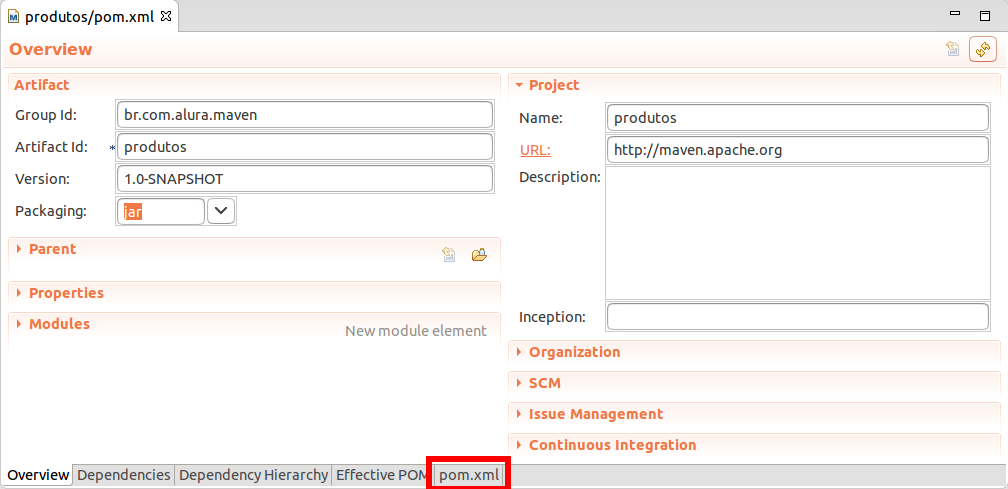 produtos/pom.xml
Overview
Artifact
Group Id: br.com.alura.maven
Artifact Id: * produtos
Version: 1.0-SNAPSHOT
Packaging: jar
Parent
Properties
Modules
New module element
Project
Name: produtos
URL: http://maven.apache.org
Description:
Inception:
Organization
SCM
Issue Management
Continuous Integration
Overview Dependencies Dependency Hierarchy Effective POM pom.xml